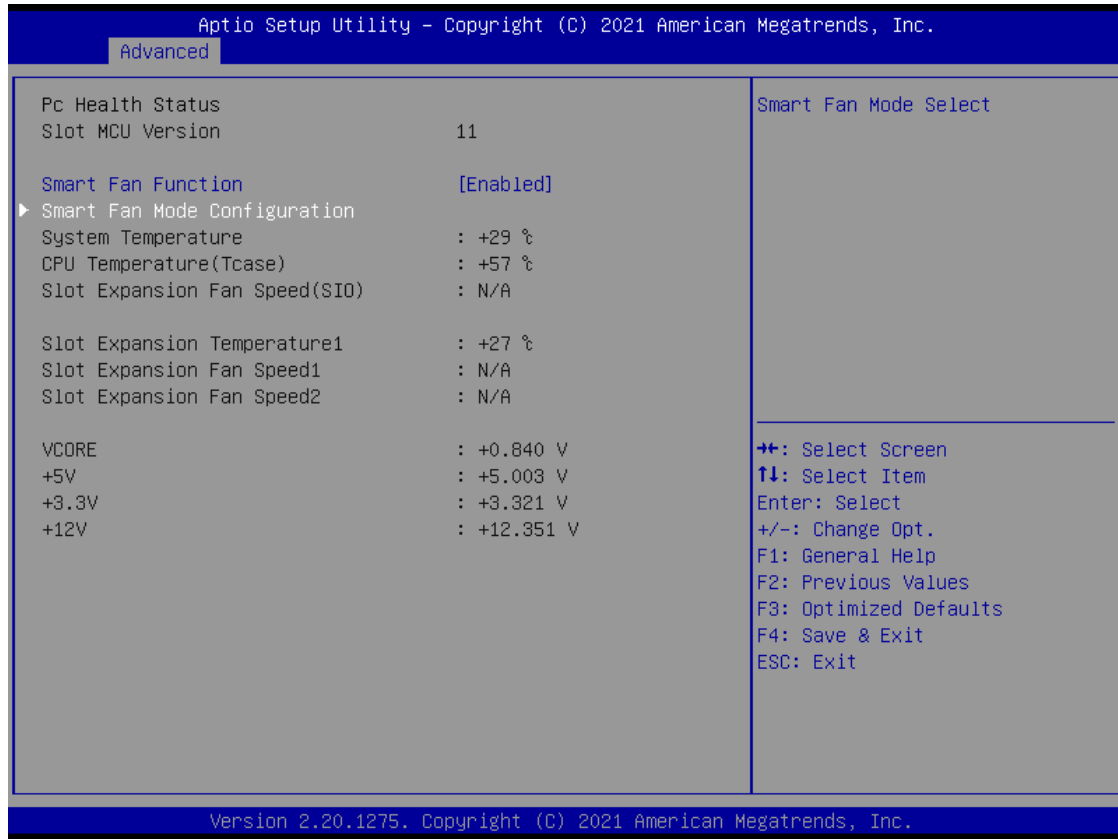 Aptio Setup Utility – Copyright (C) 2021 American Megatrends, Inc.
Advanced
Pc Health Status
Slot MCU Version 11
Smart Fan Function [Enabled]
▶ Smart Fan Mode Configuration
System Temperature : +29 ℃
CPU Temperature(Tcase) : +57 ℃
Slot Expansion Fan Speed(SIO) : N/A
Slot Expansion Temperature1 : +27 ℃
Slot Expansion Fan Speed1 : N/A
Slot Expansion Fan Speed2 : N/A
VCORE : +0.840 V
+5V : +5.003 V
+3.3V : +3.321 V
+12V : +12.351 V
Smart Fan Mode Select
→←: Select Screen
↑↓: Select Item
Enter: Select
+/-: Change Opt.
F1: General Help
F2: Previous Values
F3: Optimized Defaults
F4: Save & Exit
ESC: Exit
Version 2.20.1275. Copyright (C) 2021 American Megatrends, Inc.